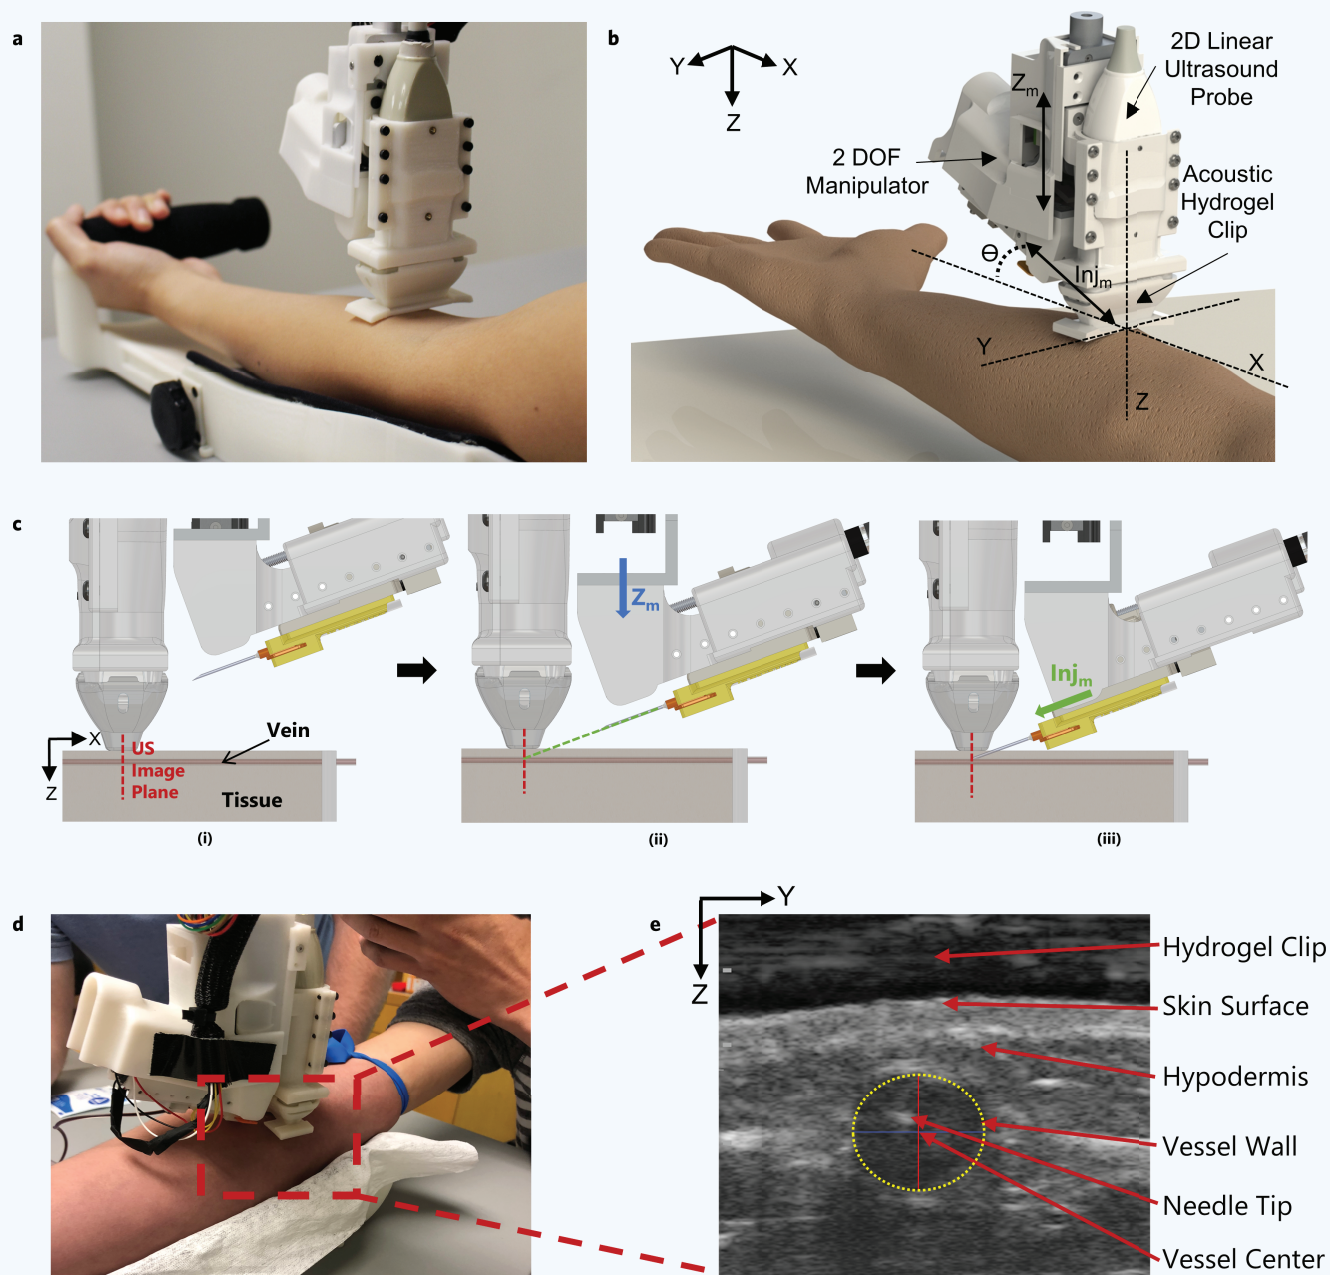 a
b
Y
X
Z
2D Linear
Ultrasound
Probe
Zm
2 DOF
Manipulator
Acoustic
Hydrogel
Clip
Θ
Injm
Y
X
Z
c
X
Z
US
Image
Plane
Vein
Tissue
(i)
Zm
(ii)
Injm
(iii)
d
e
Y
Z
Hydrogel Clip
Skin Surface
Hypodermis
Vessel Wall
Needle Tip
Vessel Center